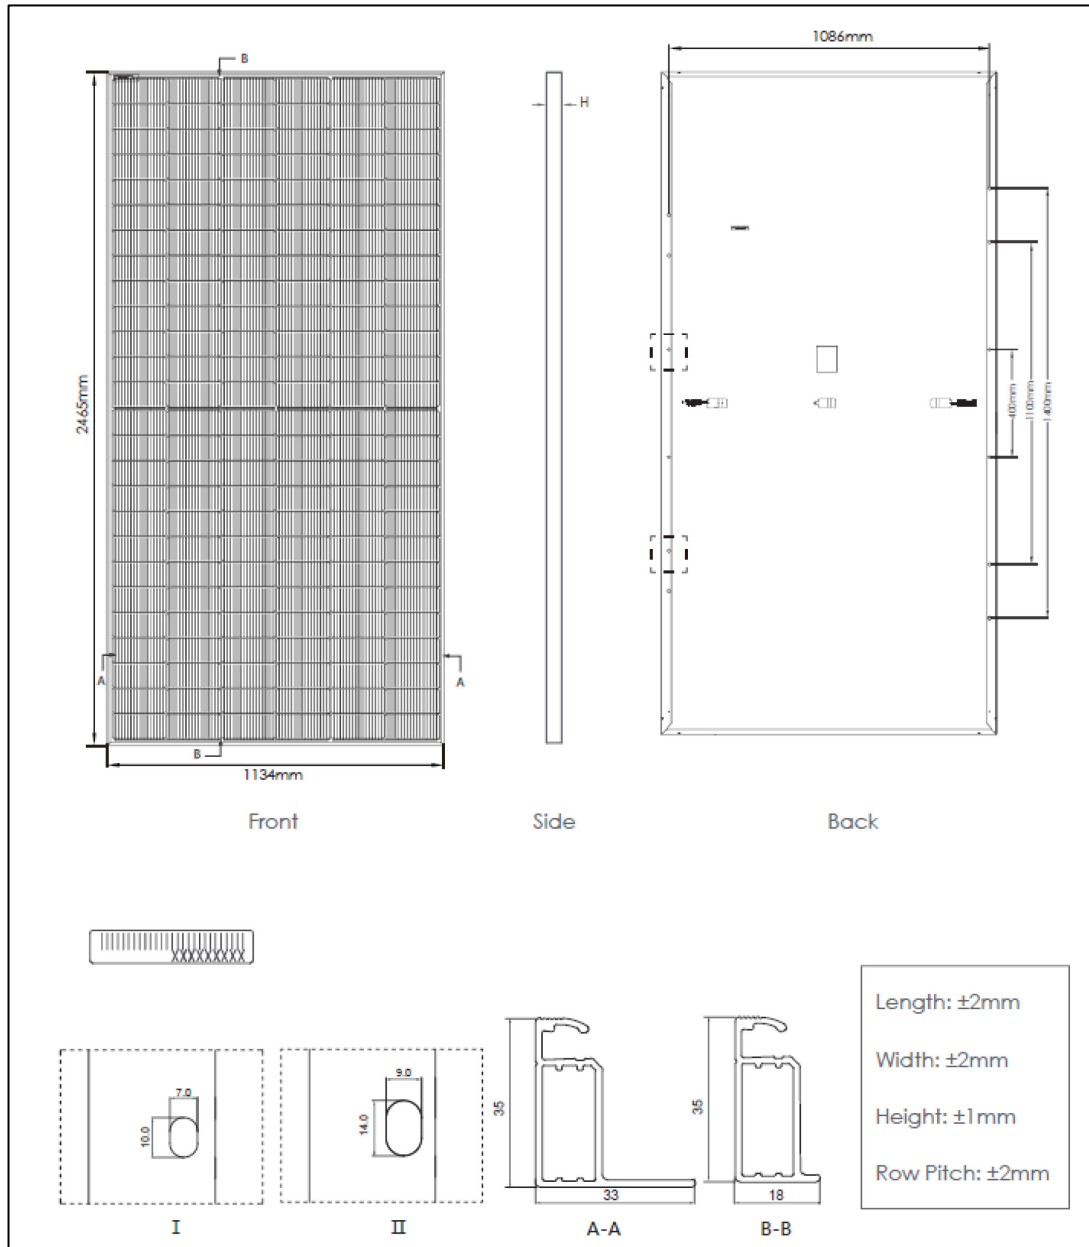 B
1086mm
H
2465mm
400mm
1100mm
1400mm
A
A
B
1134mm
Front
Side
Back
Length: ±2mm
Width: ±2mm
Height: ±1mm
Row Pitch: ±2mm
7.0
10.0
9.0
14.0
35
33
35
18
I
II
A-A
B-B